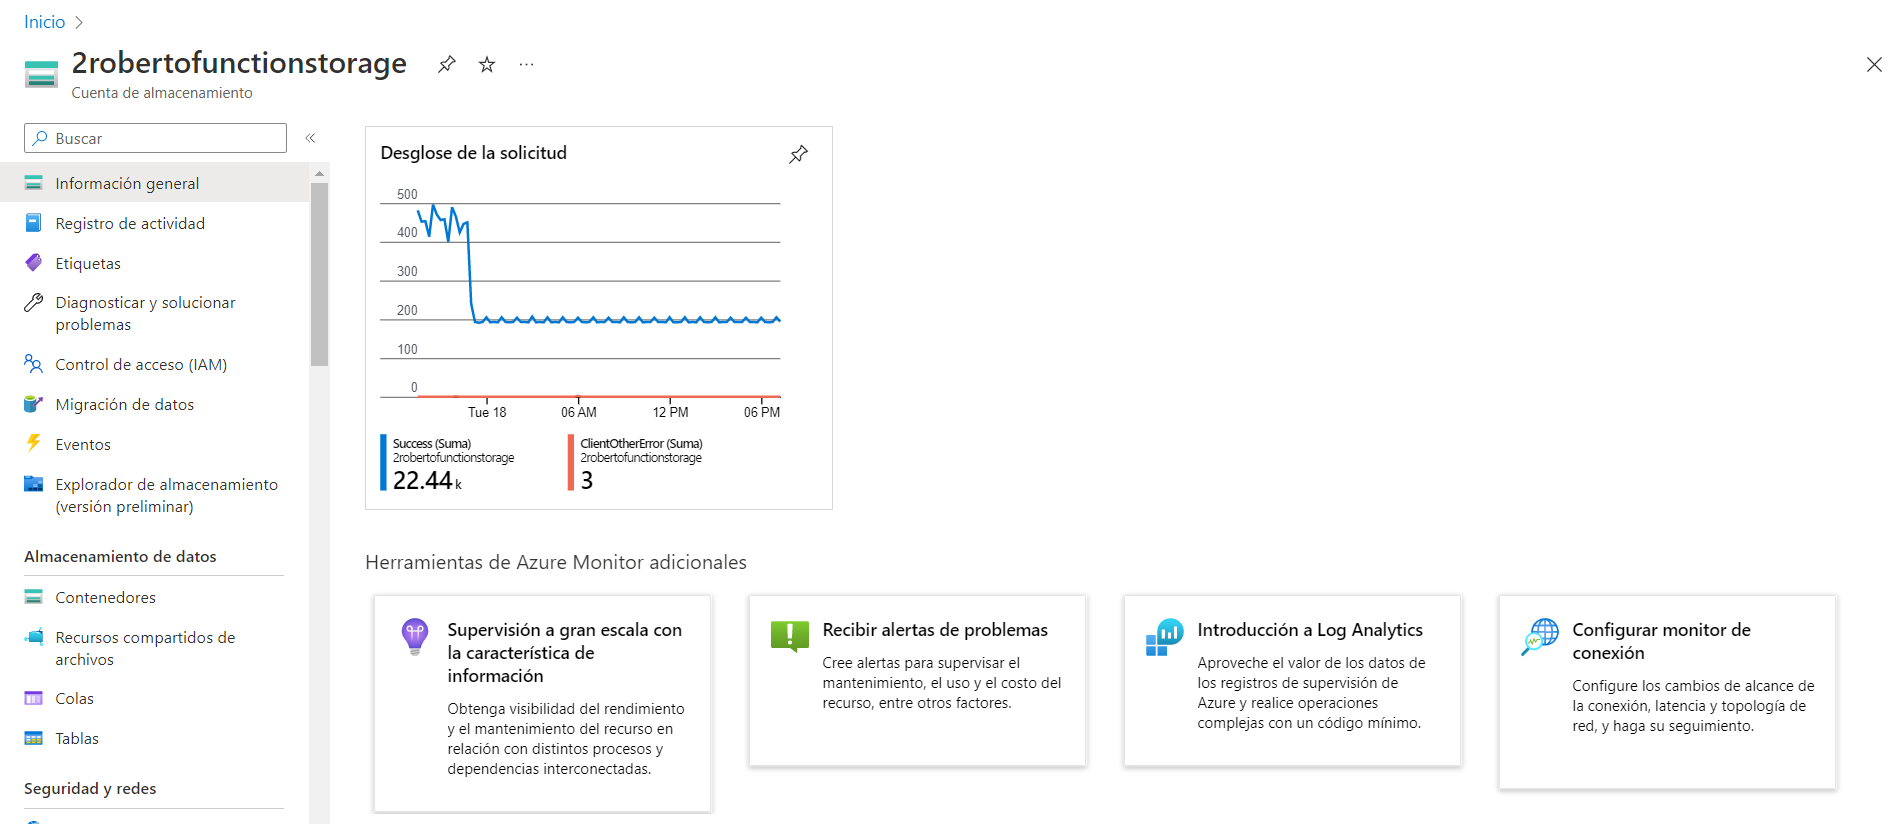 Inicio
2robertofunctionstorage
Cuenta de almacenamiento
Buscar
Información general
Registro de actividad
Etiquetas
Diagnosticar y solucionar
problemas
Control de acceso (IAM)
Migración de datos
Eventos
Explorador de almacenamiento
(versión preliminar)
Almacenamiento de datos
Contenedores
Recursos compartidos de
archivos
Colas
Tablas
Seguridad y redes
Desglose de la solicitud
500
400
300
200
100
0
Tue 18 06 AM 12 PM 06 PM
Success (Suma)
2robertofunctionstorage
22.44 k
ClientOtherError (Suma)
2robertofunctionstorage
3
Herramientas de Azure Monitor adicionales
Supervisión a gran escala con
la característica de
información
Obtenga visibilidad del rendimiento
y el mantenimiento del recurso en
relación con distintos procesos y
dependencias interconectadas.
Recibir alertas de problemas
Cree alertas para supervisar el
mantenimiento, el uso y el costo del
recurso, entre otros factores.
Introducción a Log Analytics
Aproveche el valor de los datos de
los registros de supervisión de
Azure y realice operaciones
complejas con un código mínimo.
Configurar monitor de
conexión
Configure los cambios de alcance de
la conexión, latencia y topología de
red, y haga su seguimiento.